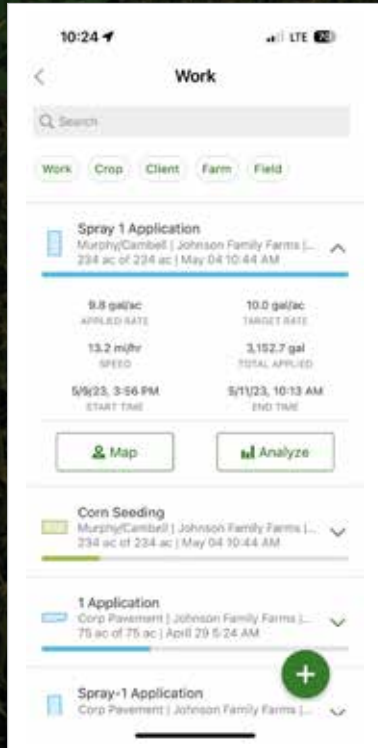 10:24
LTE
Work
Search
Work Crop Client Farm Field
Spray 1 Application
Murphy/Cambell | Johnson Family Farms |...
234 ac of 234 ac | May 04 10:44 AM
9.8 gal/ac 10.0 gal/ac
APPLIED RATE TARGET RATE
13.2 mi/hr 3,152.7 gal
SPEED TOTAL APPLIED
5/9/23, 3:56 PM 5/11/23, 10:13 AM
START TIME END TIME
Map Analyze
Corn Seeding
Murphy/Cambell | Johnson Family Farms |...
234 ac of 234 ac | May 04 10:44 AM
1 Application
Corp Pavement | Johnson Family Farms |...
75 ac of 75 ac | April 29 5:24 AM
Spray-1 Application
Corp Pavement | Johnson Family Farms |...